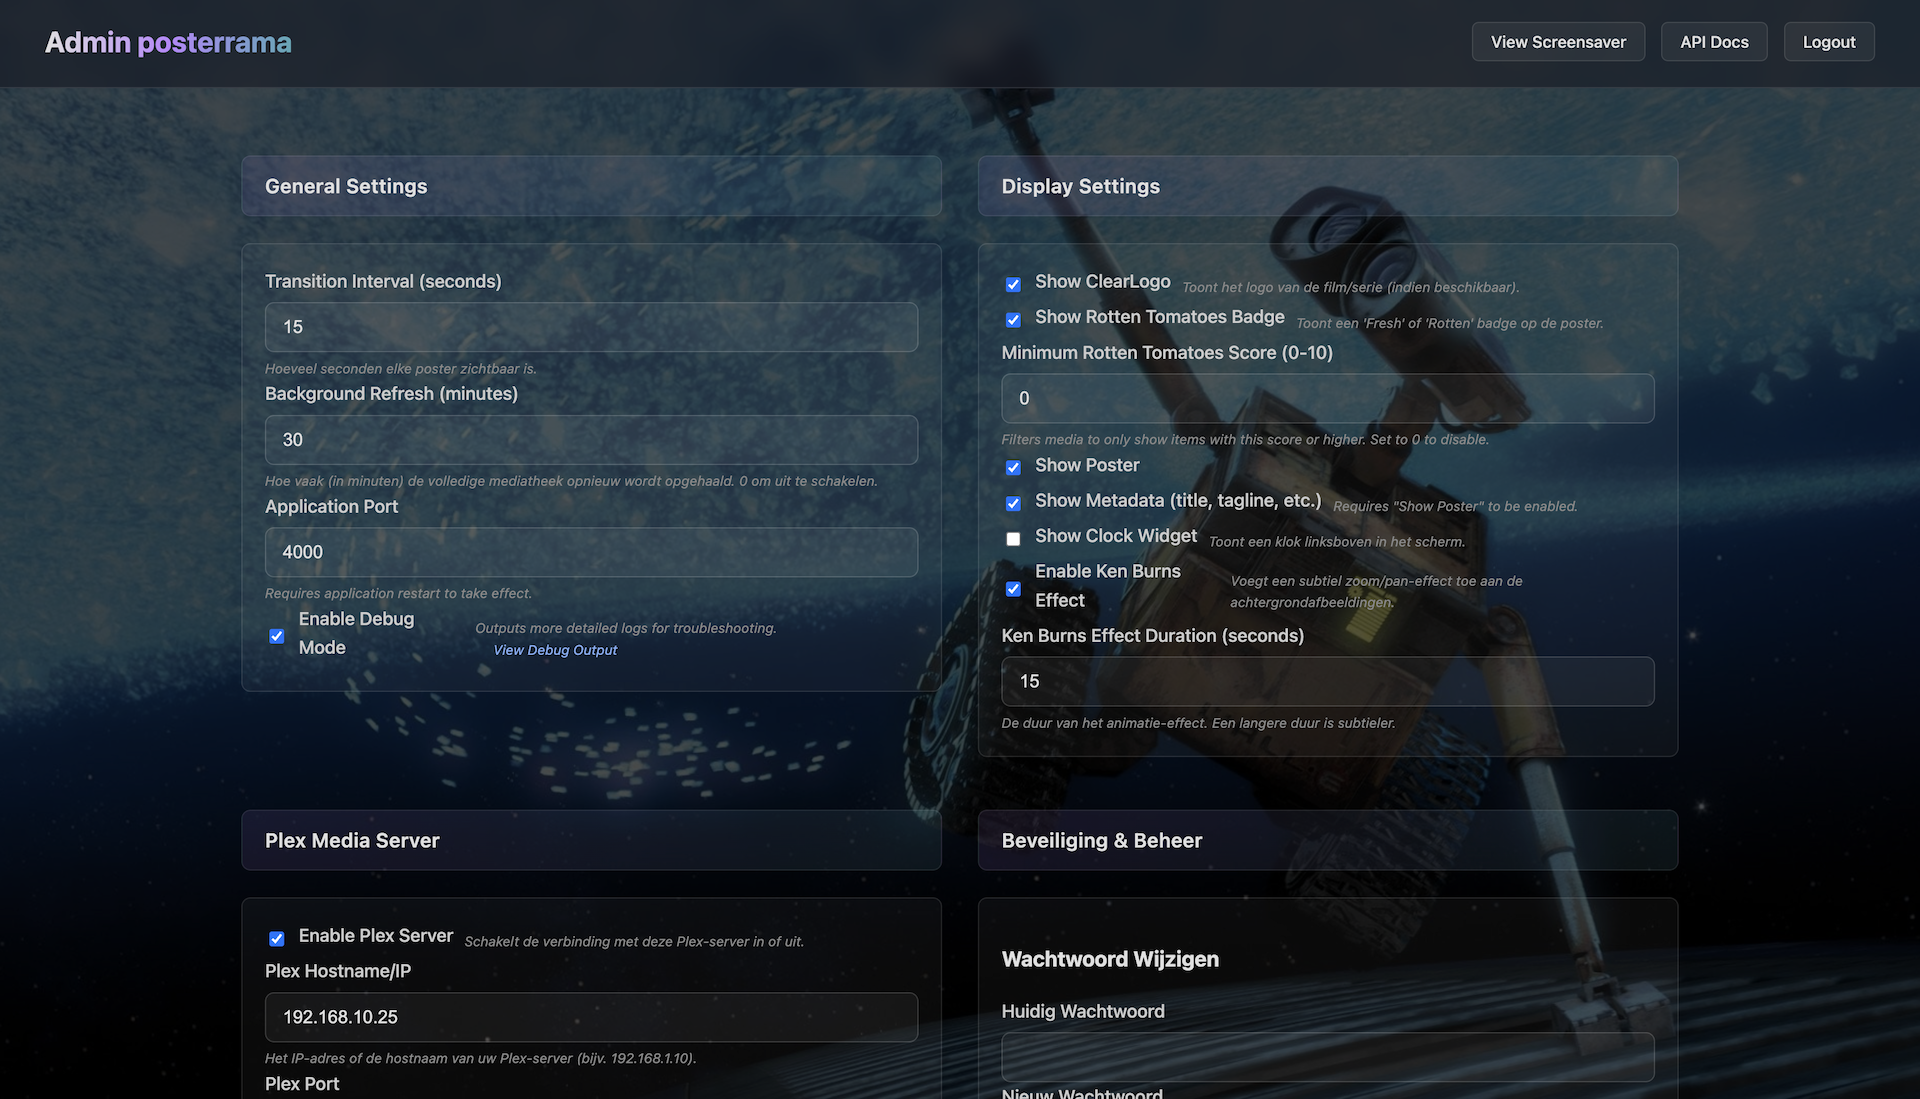 Admin posterrama
View Screensaver
API Docs
Logout
General Settings
Transition Interval (seconds)
15
Hoeveel seconden elke poster zichtbaar is.
Background Refresh (minutes)
30
Hoe vaak (in minuten) de volledige mediatheek opnieuw wordt opgehaald. 0 om uit te schakelen.
Application Port
4000
Requires application restart to take effect.
Enable Debug
Mode
Outputs more detailed logs for troubleshooting.
View Debug Output
Display Settings
Show ClearLogo Toont het logo van de film/serie (indien beschikbaar).
Show Rotten Tomatoes Badge Toont een 'Fresh' of 'Rotten' badge op de poster.
Minimum Rotten Tomatoes Score (0-10)
0
Filters media to only show items with this score or higher. Set to 0 to disable.
Show Poster
Show Metadata (title, tagline, etc.) Requires "Show Poster" to be enabled.
Show Clock Widget Toont een klok linksboven in het scherm.
Enable Ken Burns
Effect
Voegt een subtiel zoom/pan-effect toe aan de
achtergrondafbeeldingen.
Ken Burns Effect Duration (seconds)
15
De duur van het animatie-effect. Een langere duur is subtieler.
Plex Media Server
Enable Plex Server Schakelt de verbinding met deze Plex-server in of uit.
Plex Hostname/IP
192.168.10.25
Het IP-adres of de hostnaam van uw Plex-server (bijv. 192.168.1.10).
Plex Port
Beveiliging & Beheer
Wachtwoord Wijzigen
Huidig Wachtwoord
Nieuw Wachtwoord